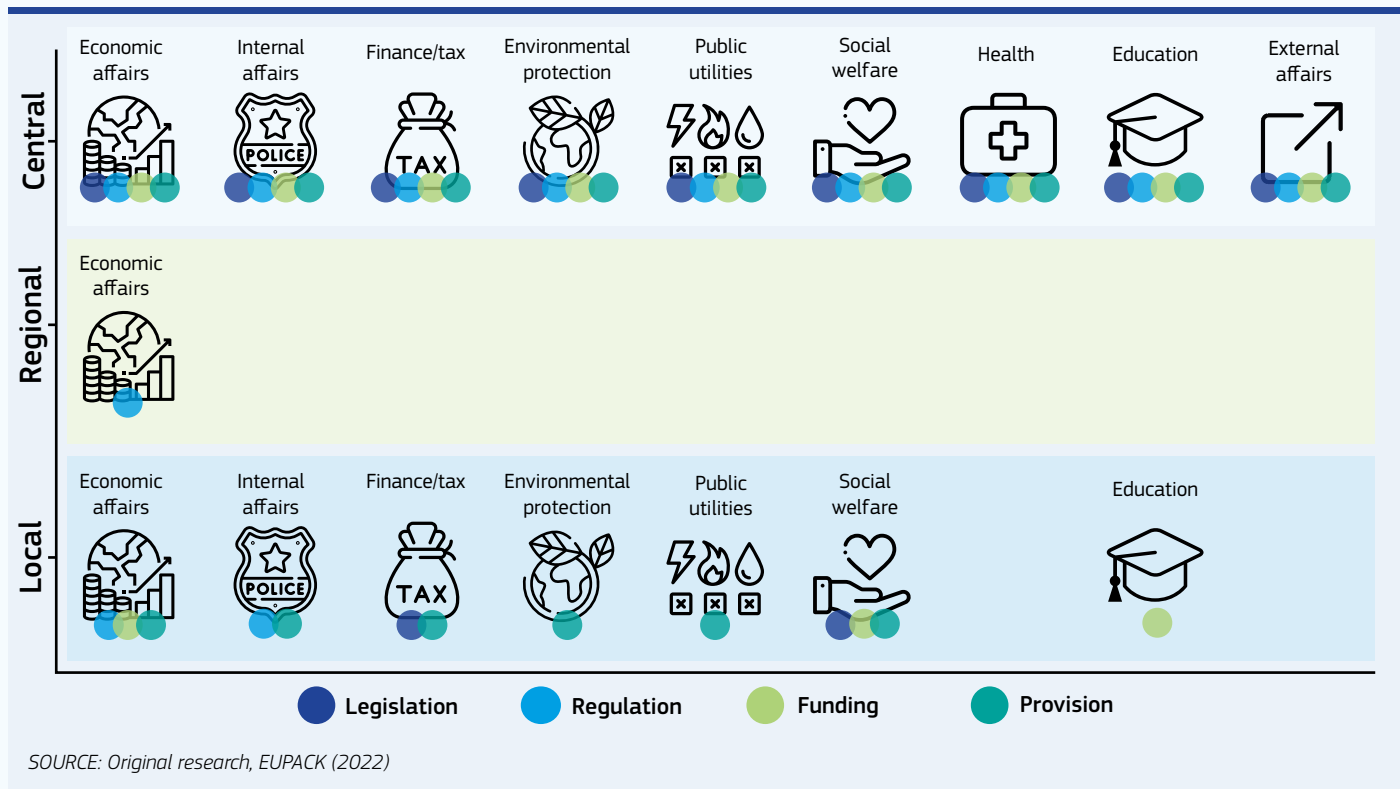 Central
Economic
affairs
Internal
affairs
Finance/tax
Environmental
protection
Public
utilities
Social
welfare
Health
Education
External
affairs
POLICE
TAX
Regional
Economic
affairs
Local
Economic
affairs
Internal
affairs
Finance/tax
Environmental
protection
Public
utilities
Social
welfare
Education
POLICE
TAX
Legislation
Regulation
Funding
Provision
SOURCE: Original research, EUPACK (2022)